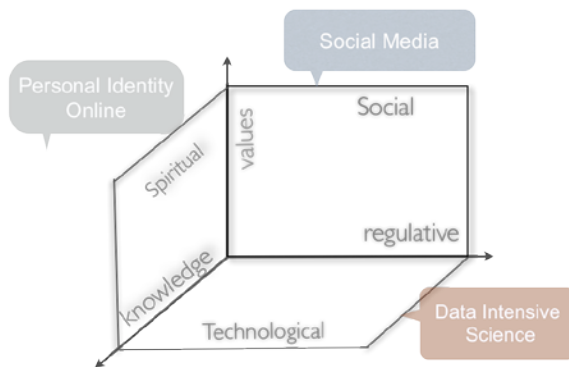 Social Media
Personal Identity
Online
Social
values
Spiritual
regulative
knowledge
Technological
Data Intensive
Science